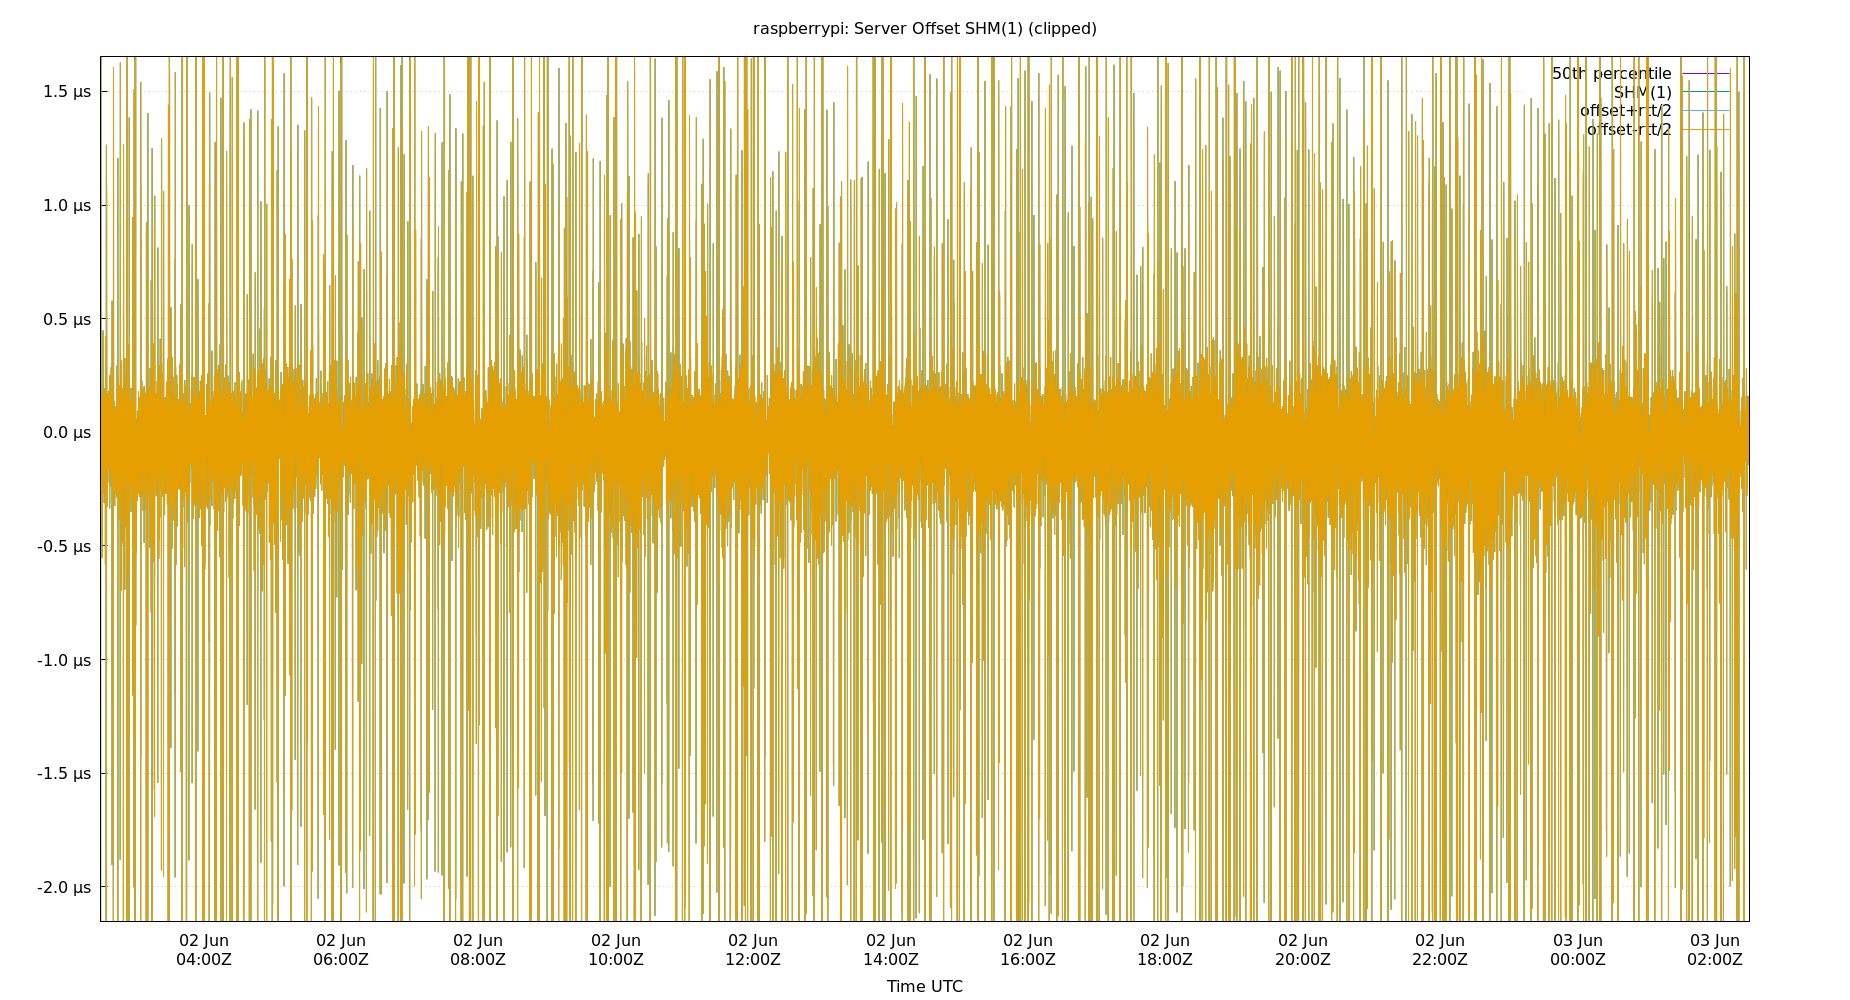 raspberrypi: Server Offset SHM(1) (clipped)
50th percentile
SHM(1)
offset+rtt/2
offset-rtt/2
1.5 µs
1.0 µs
0.5 µs
0.0 µs
-0.5 µs
-1.0 µs
-1.5 µs
-2.0 µs
02 Jun 02 Jun 02 Jun 02 Jun 02 Jun 02 Jun 02 Jun 02 Jun 02 Jun 02 Jun 03 Jun 03 Jun
04:00Z 06:00Z 08:00Z 10:00Z 12:00Z 14:00Z 16:00Z 18:00Z 20:00Z 22:00Z 00:00Z 02:00Z
Time UTC